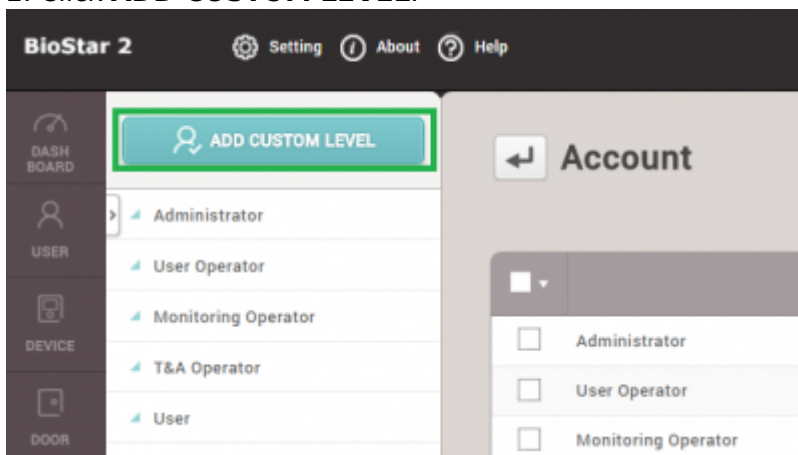 BioStar 2
Setting
About
Help
DASH
BOARD
USER
DEVICE
DOOR
ADD CUSTOM LEVEL
Administrator
User Operator
Monitoring Operator
T&A Operator
User
Account
Administrator
User Operator
Monitoring Operator